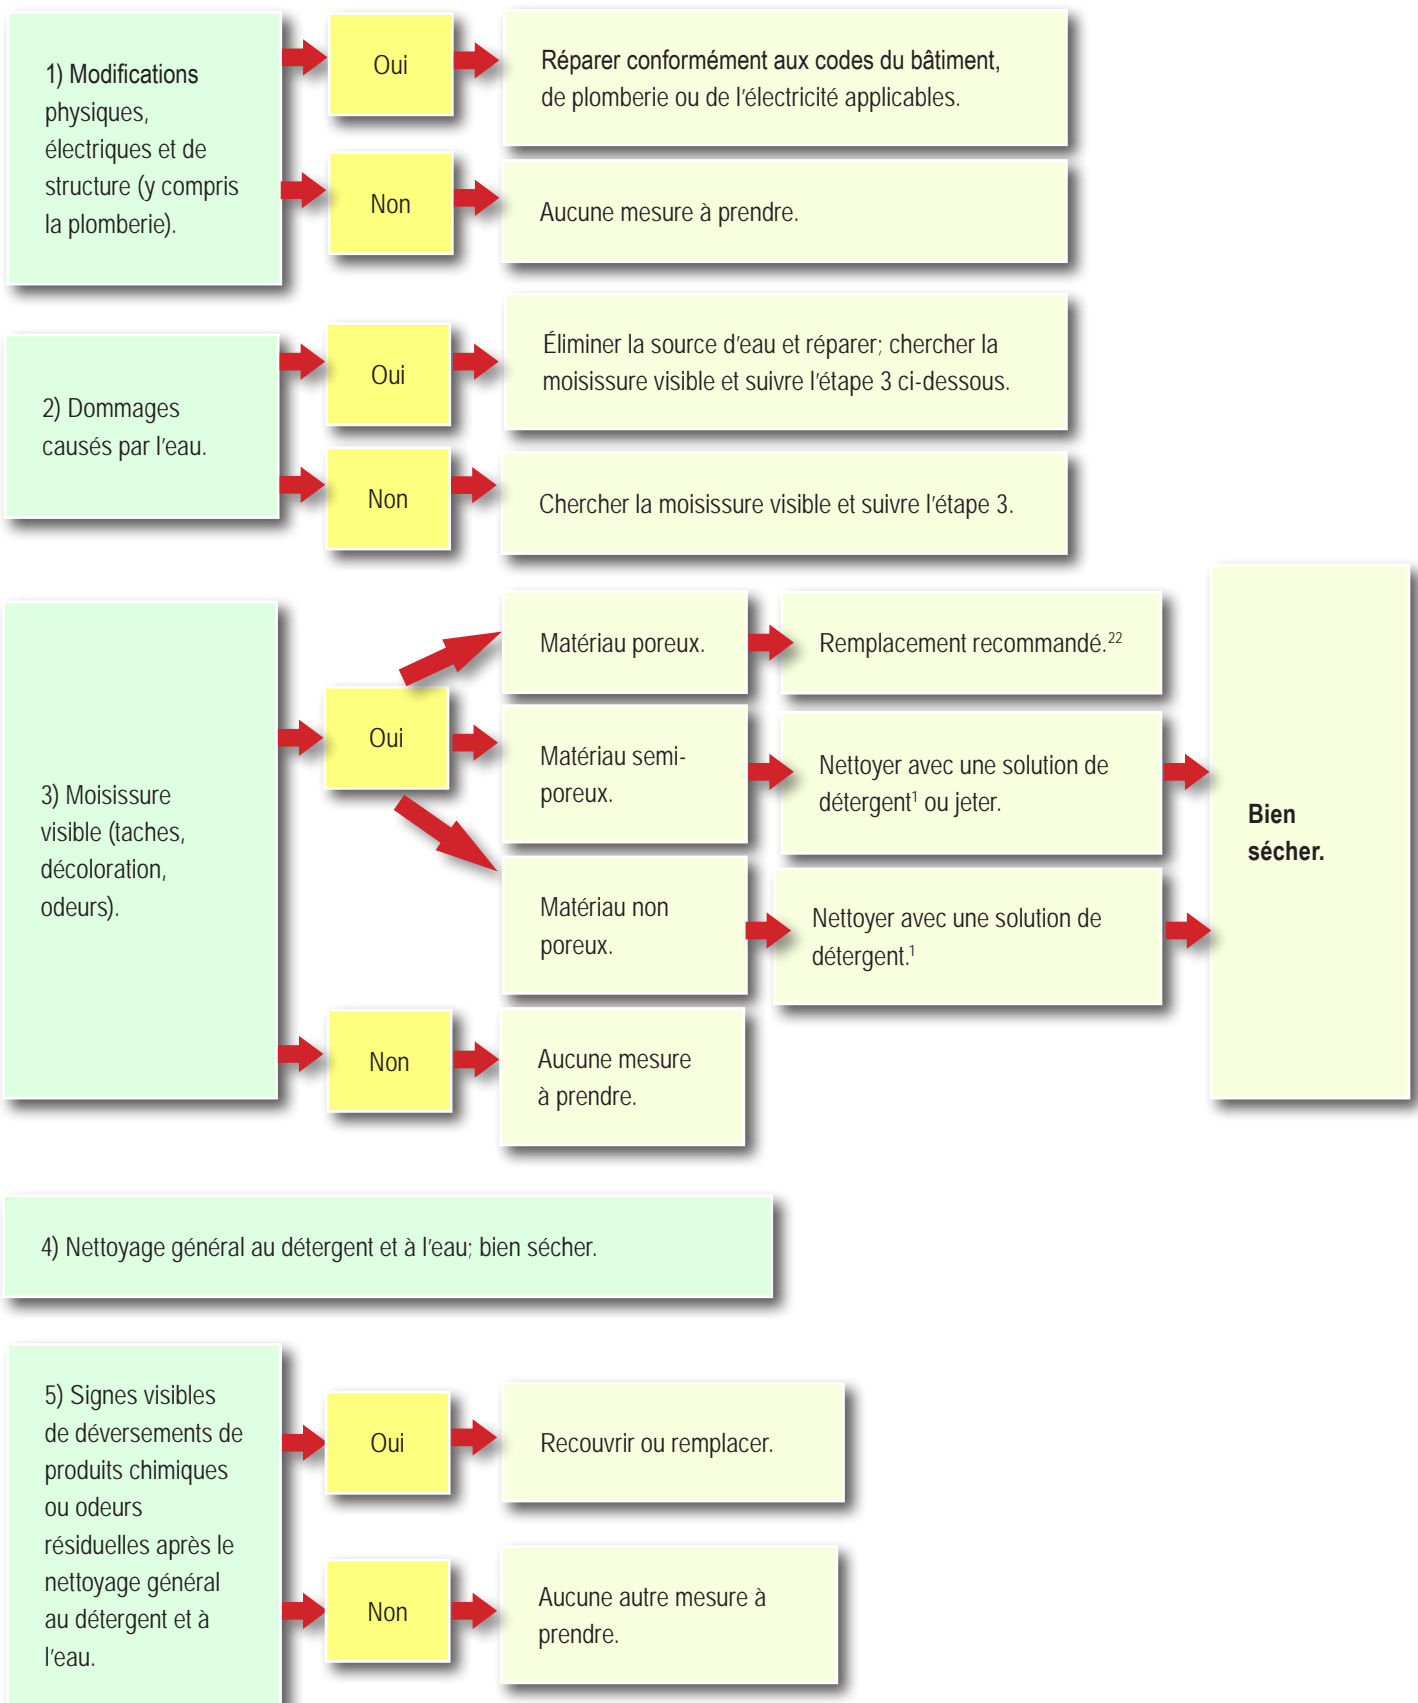 1) Modifications
physiques,
électriques et de
structure (y compris
la plomberie).
Oui
Réparer conformément aux codes du bâtiment,
de plomberie ou de l'électricité applicables.
Non
Aucune mesure à prendre.
2) Dommages
causés par l'eau.
Oui
Éliminer la source d'eau et réparer; chercher la
moisissure visible et suivre l'étape 3 ci-dessous.
Non
Chercher la moisissure visible et suivre l'étape 3.
3) Moisissure
visible (taches,
décoloration,
odeurs).
Oui
Matériau poreux.
Remplacement recommandé.²²
Matériau semi-
poreux.
Nettoyer avec une solution de
détergent¹ ou jeter.
Matériau non
poreux.
Nettoyer avec une solution de
détergent.¹
Bien
sécher.
Non
Aucune mesure
à prendre.
4) Nettoyage général au détergent et à l'eau; bien sécher.
5) Signes visibles
de déversements de
produits chimiques
ou odeurs
résiduelles après le
nettoyage général
au détergent et à
l'eau.
Oui
Recouvrir ou remplacer.
Non
Aucune autre mesure à
prendre.